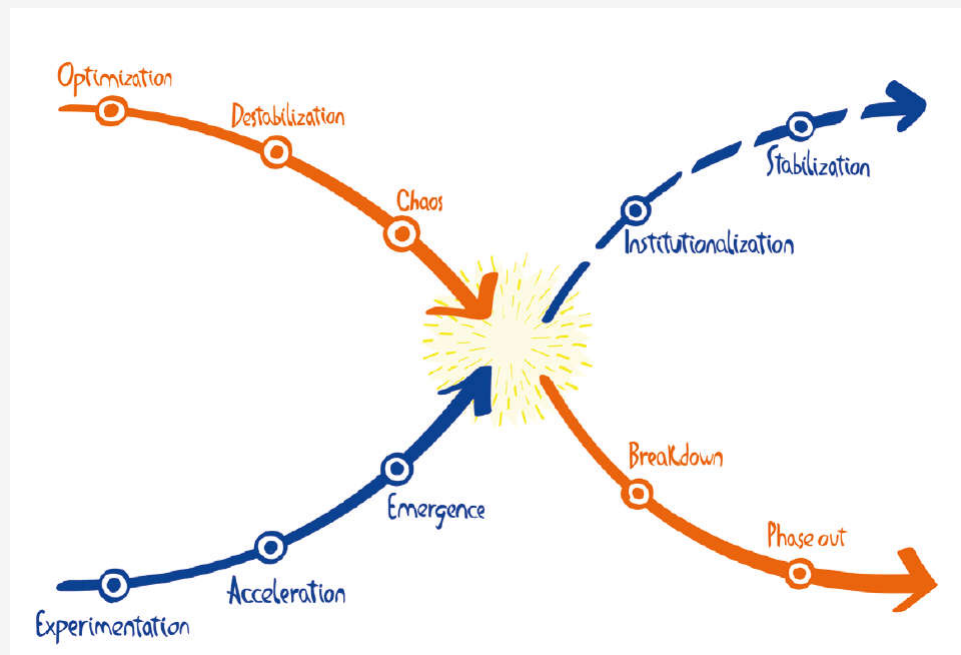 Optimization
Destabilization
Chaos
Stabilization
Institutionalization
Breakdown
Emergence
Phase out
Acceleration
Experimentation